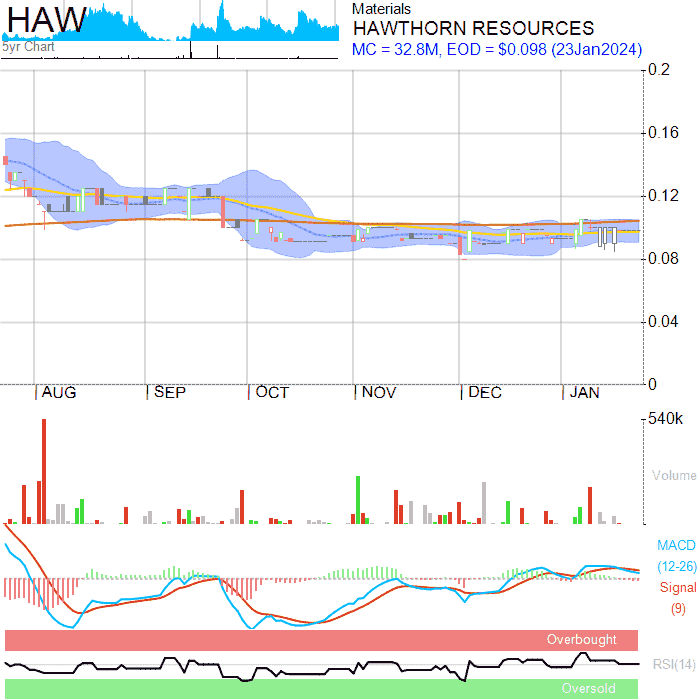 HAW
5yr Chart
Materials
HAWTHORN RESOURCES
MC = 32.8M, EOD = $0.098 (23Jan2024)
0.2
0.16
0.12
0.08
0.04
0
AUG SEP OCT NOV DEC JAN
540k
Volume
MACD
(12-26)
Signal
(9)
Overbought
RSI(14)
Oversold